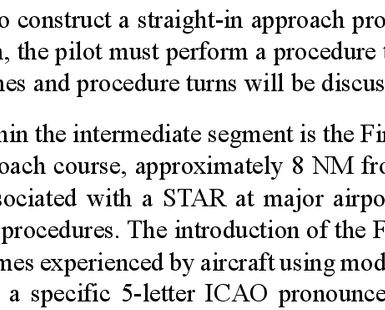 o construct a straight-in approach pro
, the pilot must perform a procedure
es and procedure turns will be discus
in the intermediate segment is the Fi
oach course, approximately 8 NM fro
sociated with a STAR at major airpo
procedures. The introduction of the F
mes experienced by aircraft using mod
a specific 5-letter ICAO pronounce